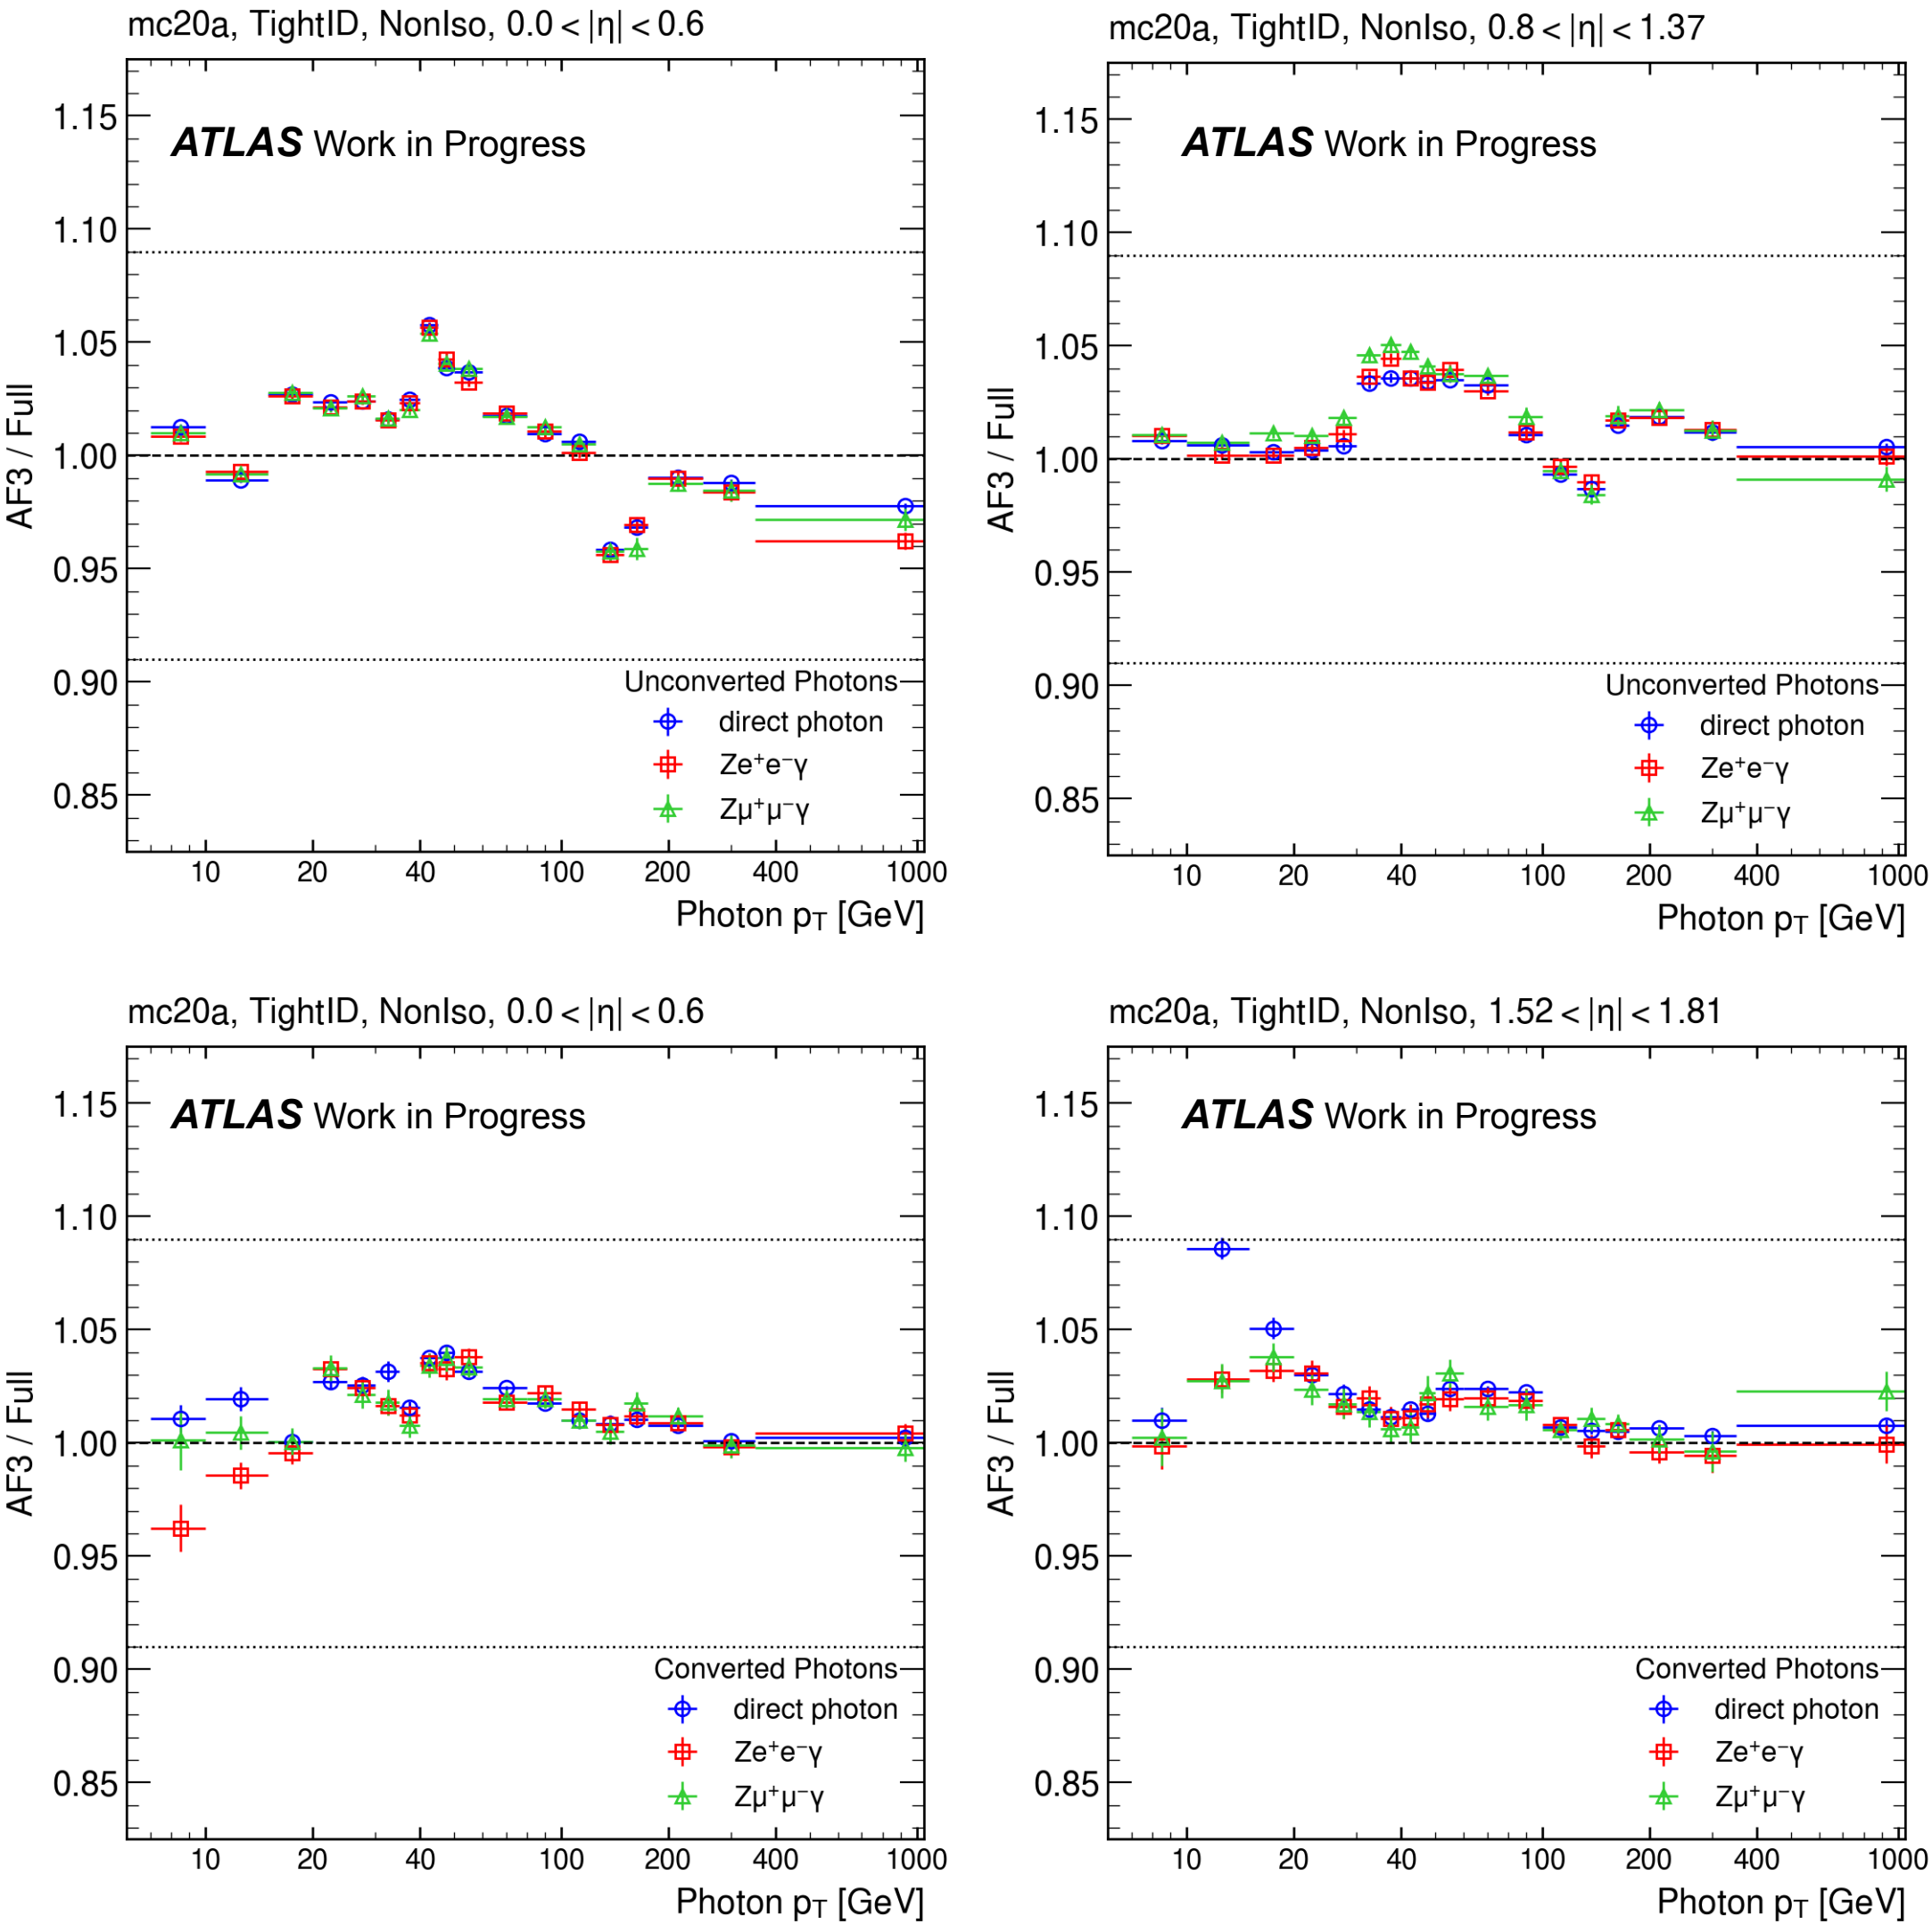 mc20a, TightID, NonIso, 0.0 < |η| < 0.6
ATLAS Work in Progress
1.15
1.10
1.05
1.00
0.95
0.90
0.85
AF3 / Full
Unconverted Photons
direct photon
Ze⁺e⁻γ
Zμ⁺μ⁻γ
10 20 40 100 200 400 1000
Photon p_T [GeV]
mc20a, TightID, NonIso, 0.8 < |η| < 1.37
ATLAS Work in Progress
1.15
1.10
1.05
1.00
0.95
0.90
0.85
AF3 / Full
Unconverted Photons
direct photon
Ze⁺e⁻γ
Zμ⁺μ⁻γ
10 20 40 100 200 400 1000
Photon p_T [GeV]
mc20a, TightID, NonIso, 0.0 < |η| < 0.6
ATLAS Work in Progress
1.15
1.10
1.05
1.00
0.95
0.90
0.85
AF3 / Full
Converted Photons
direct photon
Ze⁺e⁻γ
Zμ⁺μ⁻γ
10 20 40 100 200 400 1000
Photon p_T [GeV]
mc20a, TightID, NonIso, 1.52 < |η| < 1.81
ATLAS Work in Progress
1.15
1.10
1.05
1.00
0.95
0.90
0.85
AF3 / Full
Converted Photons
direct photon
Ze⁺e⁻γ
Zμ⁺μ⁻γ
10 20 40 100 200 400 1000
Photon p_T [GeV]